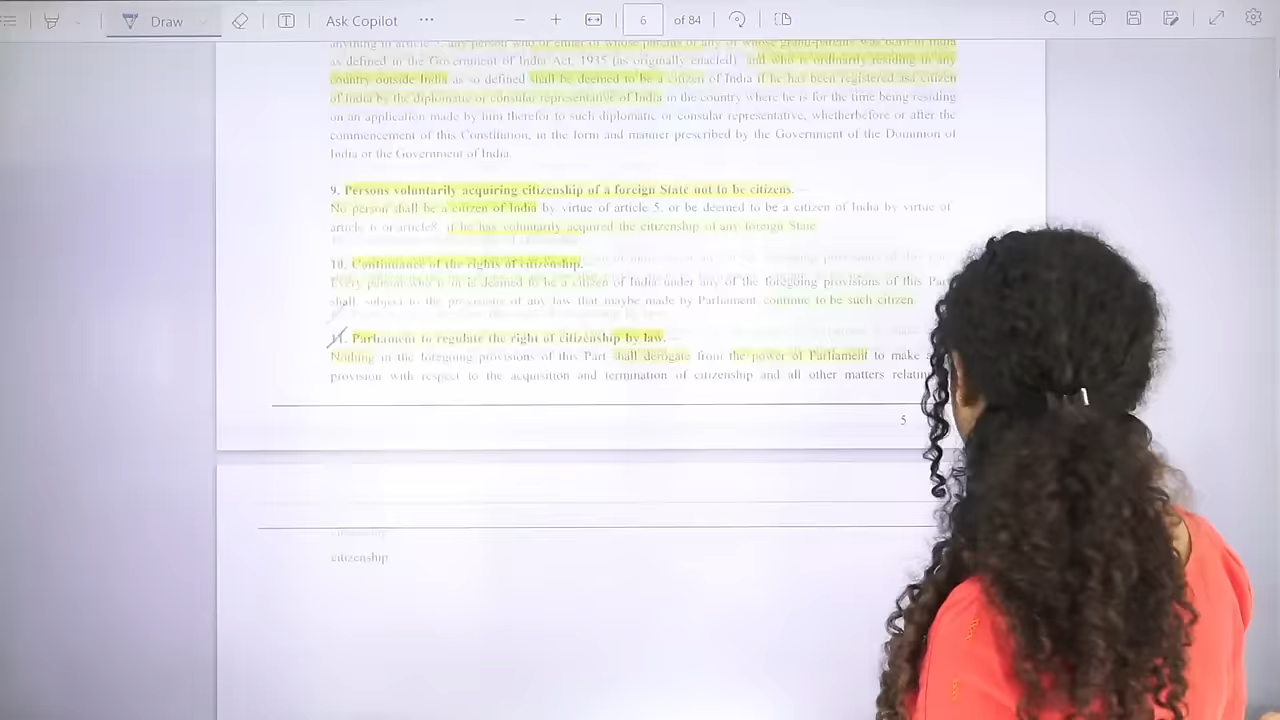 Draw
Ask Copilot
6 of 84
anything in article, any person who or either of whose parents or any of whose grand-parents was born in India
as defined in the Government of India Act, 1935 (as originally enacted), and who is ordinarily residing in any
country outside India as so defined shall be deemed to be a citizen of India if he has been registered asa citizen
of India by the diplomatic or consular representative of India in the country where he is for the time being residing
on an application made by him therefor to such diplomatic or consular representative, whetherbefore or after the
commencement of this Constitution, in the form and manner prescribed by the Government of the Dominion of
India or the Government of India.
9. Persons voluntarily acquiring citizenship of a foreign State not to be citizens.—
No person shall be a citizen of India by virtue of article 5, or be deemed to be a citizen of India by virtue of
article 6 or article8, if he has voluntarily acquired the citizenship of any foreign State
10. Continuance of the rights of citizenship.
Every person who is or is deemed to be a citizen of India under any of the foregoing provisions of this Part
shall, subject to the provisions of any law that maybe made by Parliament, continue to be such citizen
11. Parliament to regulate the right of citizenship by law.—
Nothing in the foregoing provisions of this Part shall derogate from the power of Parliament to make
provision with respect to the acquisition and termination of citizenship and all other matters
5
citizenship